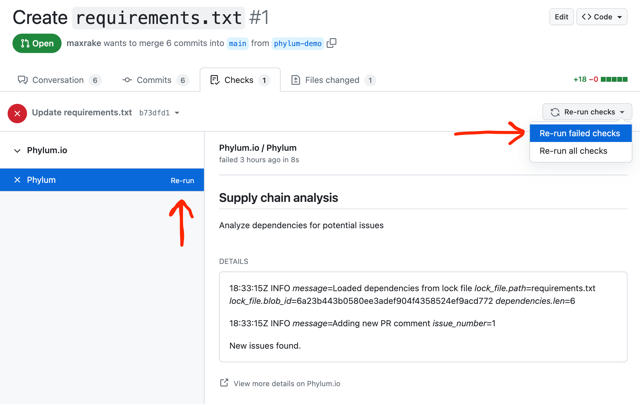 Create requirements.txt #1
Edit
<> Code
Open
maxrake wants to merge 6 commits into main from phylum-demo
Conversation 6
Commits 6
Checks 1
Files changed 1
+18 −0
Update requirements.txt b73dfd1
Re-run checks
Re-run failed checks
Re-run all checks
Phylum.io
Phylum
Re-run
Phylum.io / Phylum
failed 3 hours ago in 8s
Supply chain analysis
Analyze dependencies for potential issues
DETAILS
18:33:15Z INFO message=Loaded dependencies from lock file lock_file.path=requirements.txt
lock_file.blob_id=6a23b443b0580ee3adef904f4358524ef9acd772 dependencies.len=6
18:33:15Z INFO message=Adding new PR comment issue_number=1
New issues found.
View more details on Phylum.io